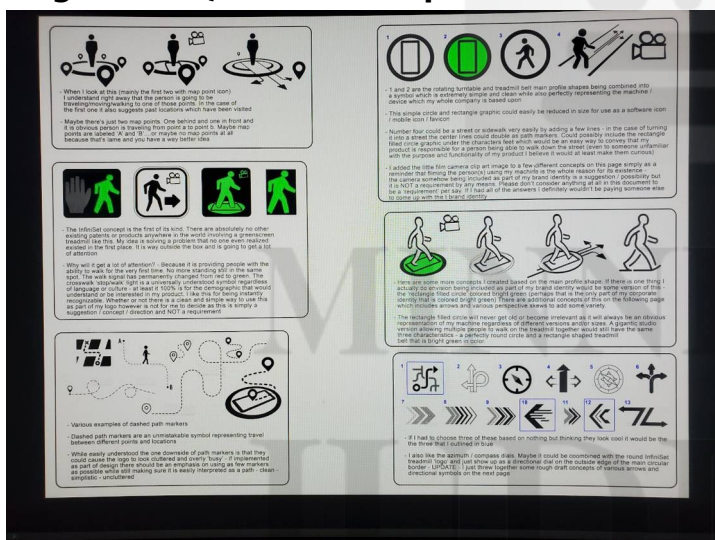 - When I look at this (mainly the first two with map point icon)
I understand right away that the person is going to be
traveling/moving/walking to one of those points. In the case of
the first one it also suggests past locations which have been visited
- Maybe there's just two map points. One behind and one in front and
it is obvious person is traveling from point a to point b. Maybe map
points are labeled 'A' and 'B'... or maybe no map points at all
because that's lame and you have a way better idea
- The InfiniSet concept is the first of its kind. There are absolutely no other
existing patents or products anywhere in the world involving a greenscreen
treadmill like this. My idea is solving a problem that no one even realized
existed in the first place. It is way outside the box and is going to get a lot
of attention
- Why will it get a lot of attention? - Because it is providing people with the
ability to walk for the very first time. No more standing still in the same
spot. The walk signal has permanently changed from red to green. The
crosswalk 'stop/walk' light is a universally understood symbol regardless
of language or culture - at least it 100% is for the demographic that would
understand or be interested in my product. I like this for being instantly
recognizable. Whether or not there is a clean and simple way to use this
as part of my logo however is not for me to decide as this is simply a
suggestion / concept / direction and NOT a requirement
A
B
- Various examples of dashed path markers
- Dashed path markers are an unmistakable symbol representing travel
between different points and locations
- While easily understood the one downside of path markers is that they
could cause the logo to look cluttered and overly 'busy' - if implemented
as part of design there should be an emphasis on using as few markers
as possible while still making sure it is easily interpreted as a path - clean -
simplistic - uncluttered
1 2 3 4
- 1 and 2 are the rotating turntable and treadmill belt main profile shapes being combined into
a symbol which is extremely simple and clean while also perfectly representing the machine /
device which my whole company is based upon
- This simple circle and rectangle graphic could easily be reduced in size for use as a software icon
/ mobile icon / favicon
- Number four could be a street or sidewalk very easily by adding a few lines - in the case of turning
it into a street the center lines could double as path markers. Could possibly include the rectangle
filled circle graphic under the characters feet which would be an easy way to convey that my
product is responsible for a person being able to walk down the street (even to someone unfamiliar
with the purpose and functionality of my product I believe it would at least make them curious)
- I added the little film camera clip art image to a few different concepts on this page simply as a
reminder that filming the person(s) using my machine is the whole reason for its existence -
the camera somehow being included as part of my brand identity is a suggestion / possibility but
it is NOT a requirement by any means. Please don't consider anything at all in this document to
be a 'requirement' per say. If I had all of the answers I definitely wouldn't be paying someone else
to come up with the brand identity
- Here are some more concepts I created based on the main profile shape. If there is one thing I
actually do envision being included as part of my brand identity would be some version of this -
the 'rectangle filled circle' colored bright green (perhaps that is the only part of my corporate
identity that is colored bright green) There are additional concepts of this on the following page
which includes arrows and various perspective skews to add some variety
- The rectangle filled circle will never get old or become irrelevant as it will always be an obvious
representation of my machine regardless of different versions and/or sizes. A gigantic studio
version allowing multiple people to walk on the treadmill together would still have the same
three characteristics - a perfectly round circle and a rectangle shaped treadmill
belt that is bright green in color
1 2 3 4 5 6
7 8 9 10 11 12 13
- If I had to choose three of these based on nothing but thinking they look cool it would be the
the three that I outlined in blue
- I also like the azimuth / compass dials. Maybe it could be coombined with the round InfiniSet
treadmill 'logo' and just show up as a directional dial on the outside edge of the main circular
border - UPDATE - I just threw together some rough draft concepts of various arrows and
directional symbols on the next page